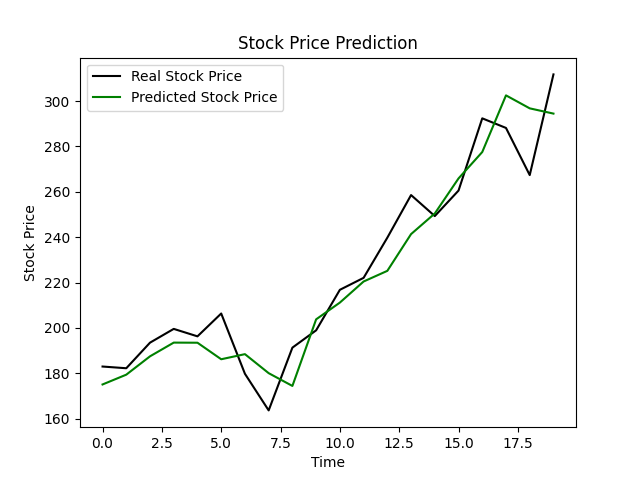 Stock Price Prediction
Real Stock Price
Predicted Stock Price
Stock Price
300
280
260
240
220
200
180
160
0.0 2.5 5.0 7.5 10.0 12.5 15.0 17.5
Time